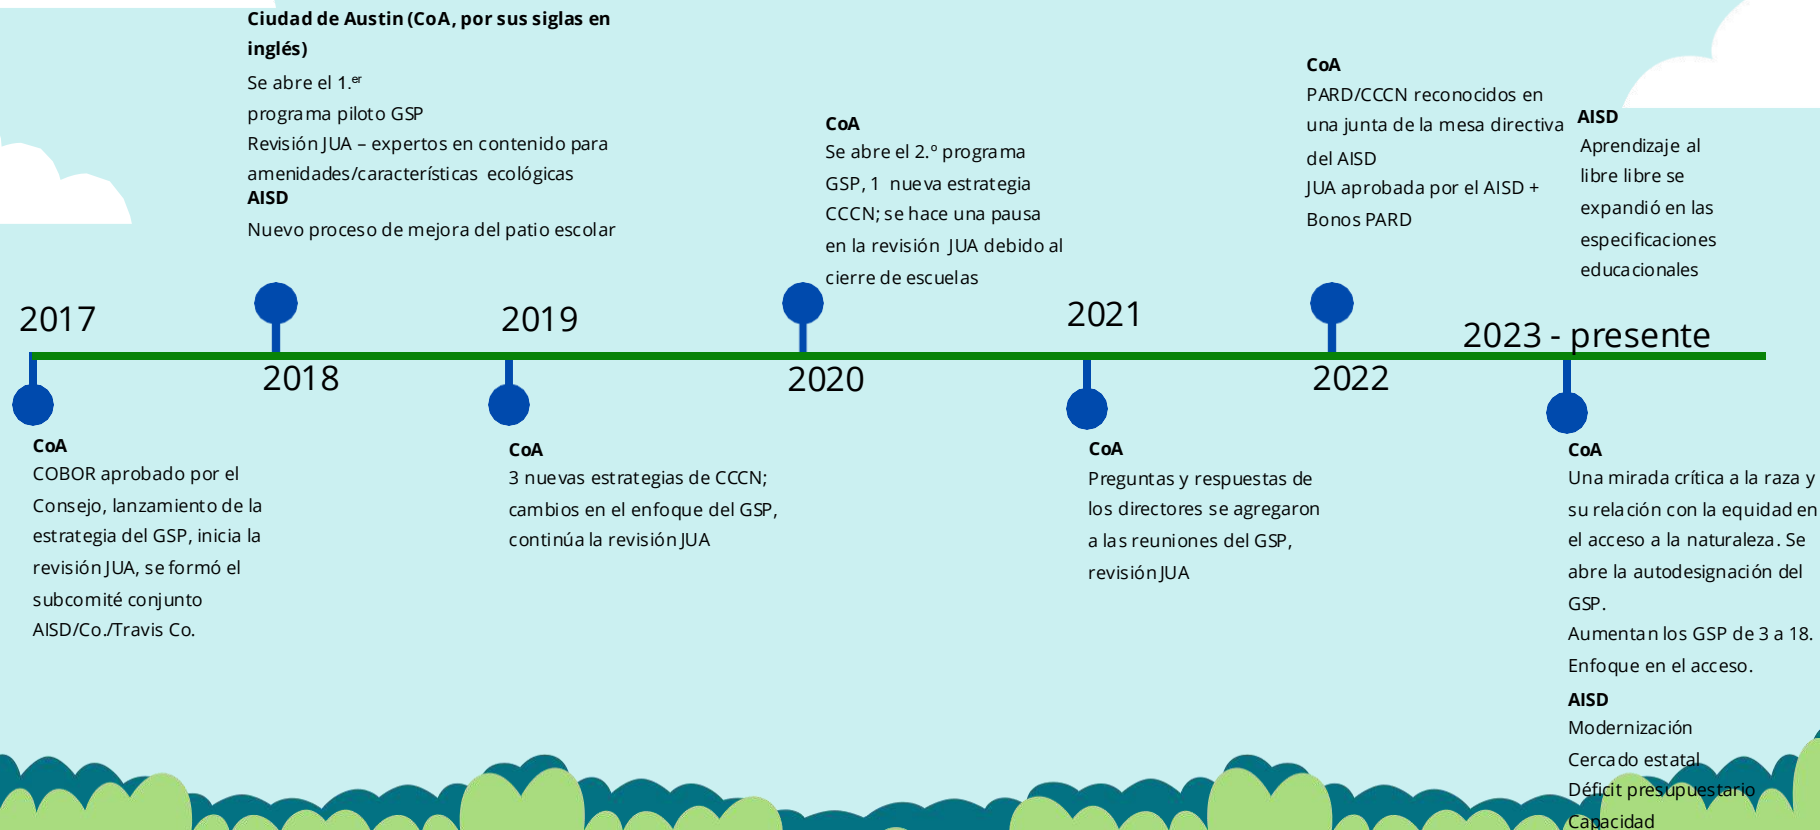 Ciudad de Austin (CoA, por sus siglas en
inglés)
Se abre el 1.er
programa piloto GSP
Revisión JUA – expertos en contenido para
amenidades/características ecológicas
AISD
Nuevo proceso de mejora del patio escolar
CoA
Se abre el 2.º programa
GSP, 1 nueva estrategia
CCCN; se hace una pausa
en la revisión JUA debido al
cierre de escuelas
CoA
PARD/CCCN reconocidos en
una junta de la mesa directiva
del AISD
JUA aprobada por el AISD +
Bonos PARD
AISD
Aprendizaje al
libre libre se
expandió en las
especificaciones
educacionales
2017
2018
2019
2020
2021
2022
2023 - presente
CoA
COBOR aprobado por el
Consejo, lanzamiento de la
estrategia del GSP, inicia la
revisión JUA, se formó el
subcomité conjunto
AISD/Co./Travis Co.
CoA
3 nuevas estrategias de CCCN;
cambios en el enfoque del GSP,
continúa la revisión JUA
CoA
Preguntas y respuestas de
los directores se agregaron
a las reuniones del GSP,
revisión JUA
CoA
Una mirada crítica a la raza y
su relación con la equidad en
el acceso a la naturaleza. Se
abre la autodesignación del
GSP.
Aumentan los GSP de 3 a 18.
Enfoque en el acceso.
AISD
Modernización
Cercado estatal
Déficit presupuestario
Capacidad